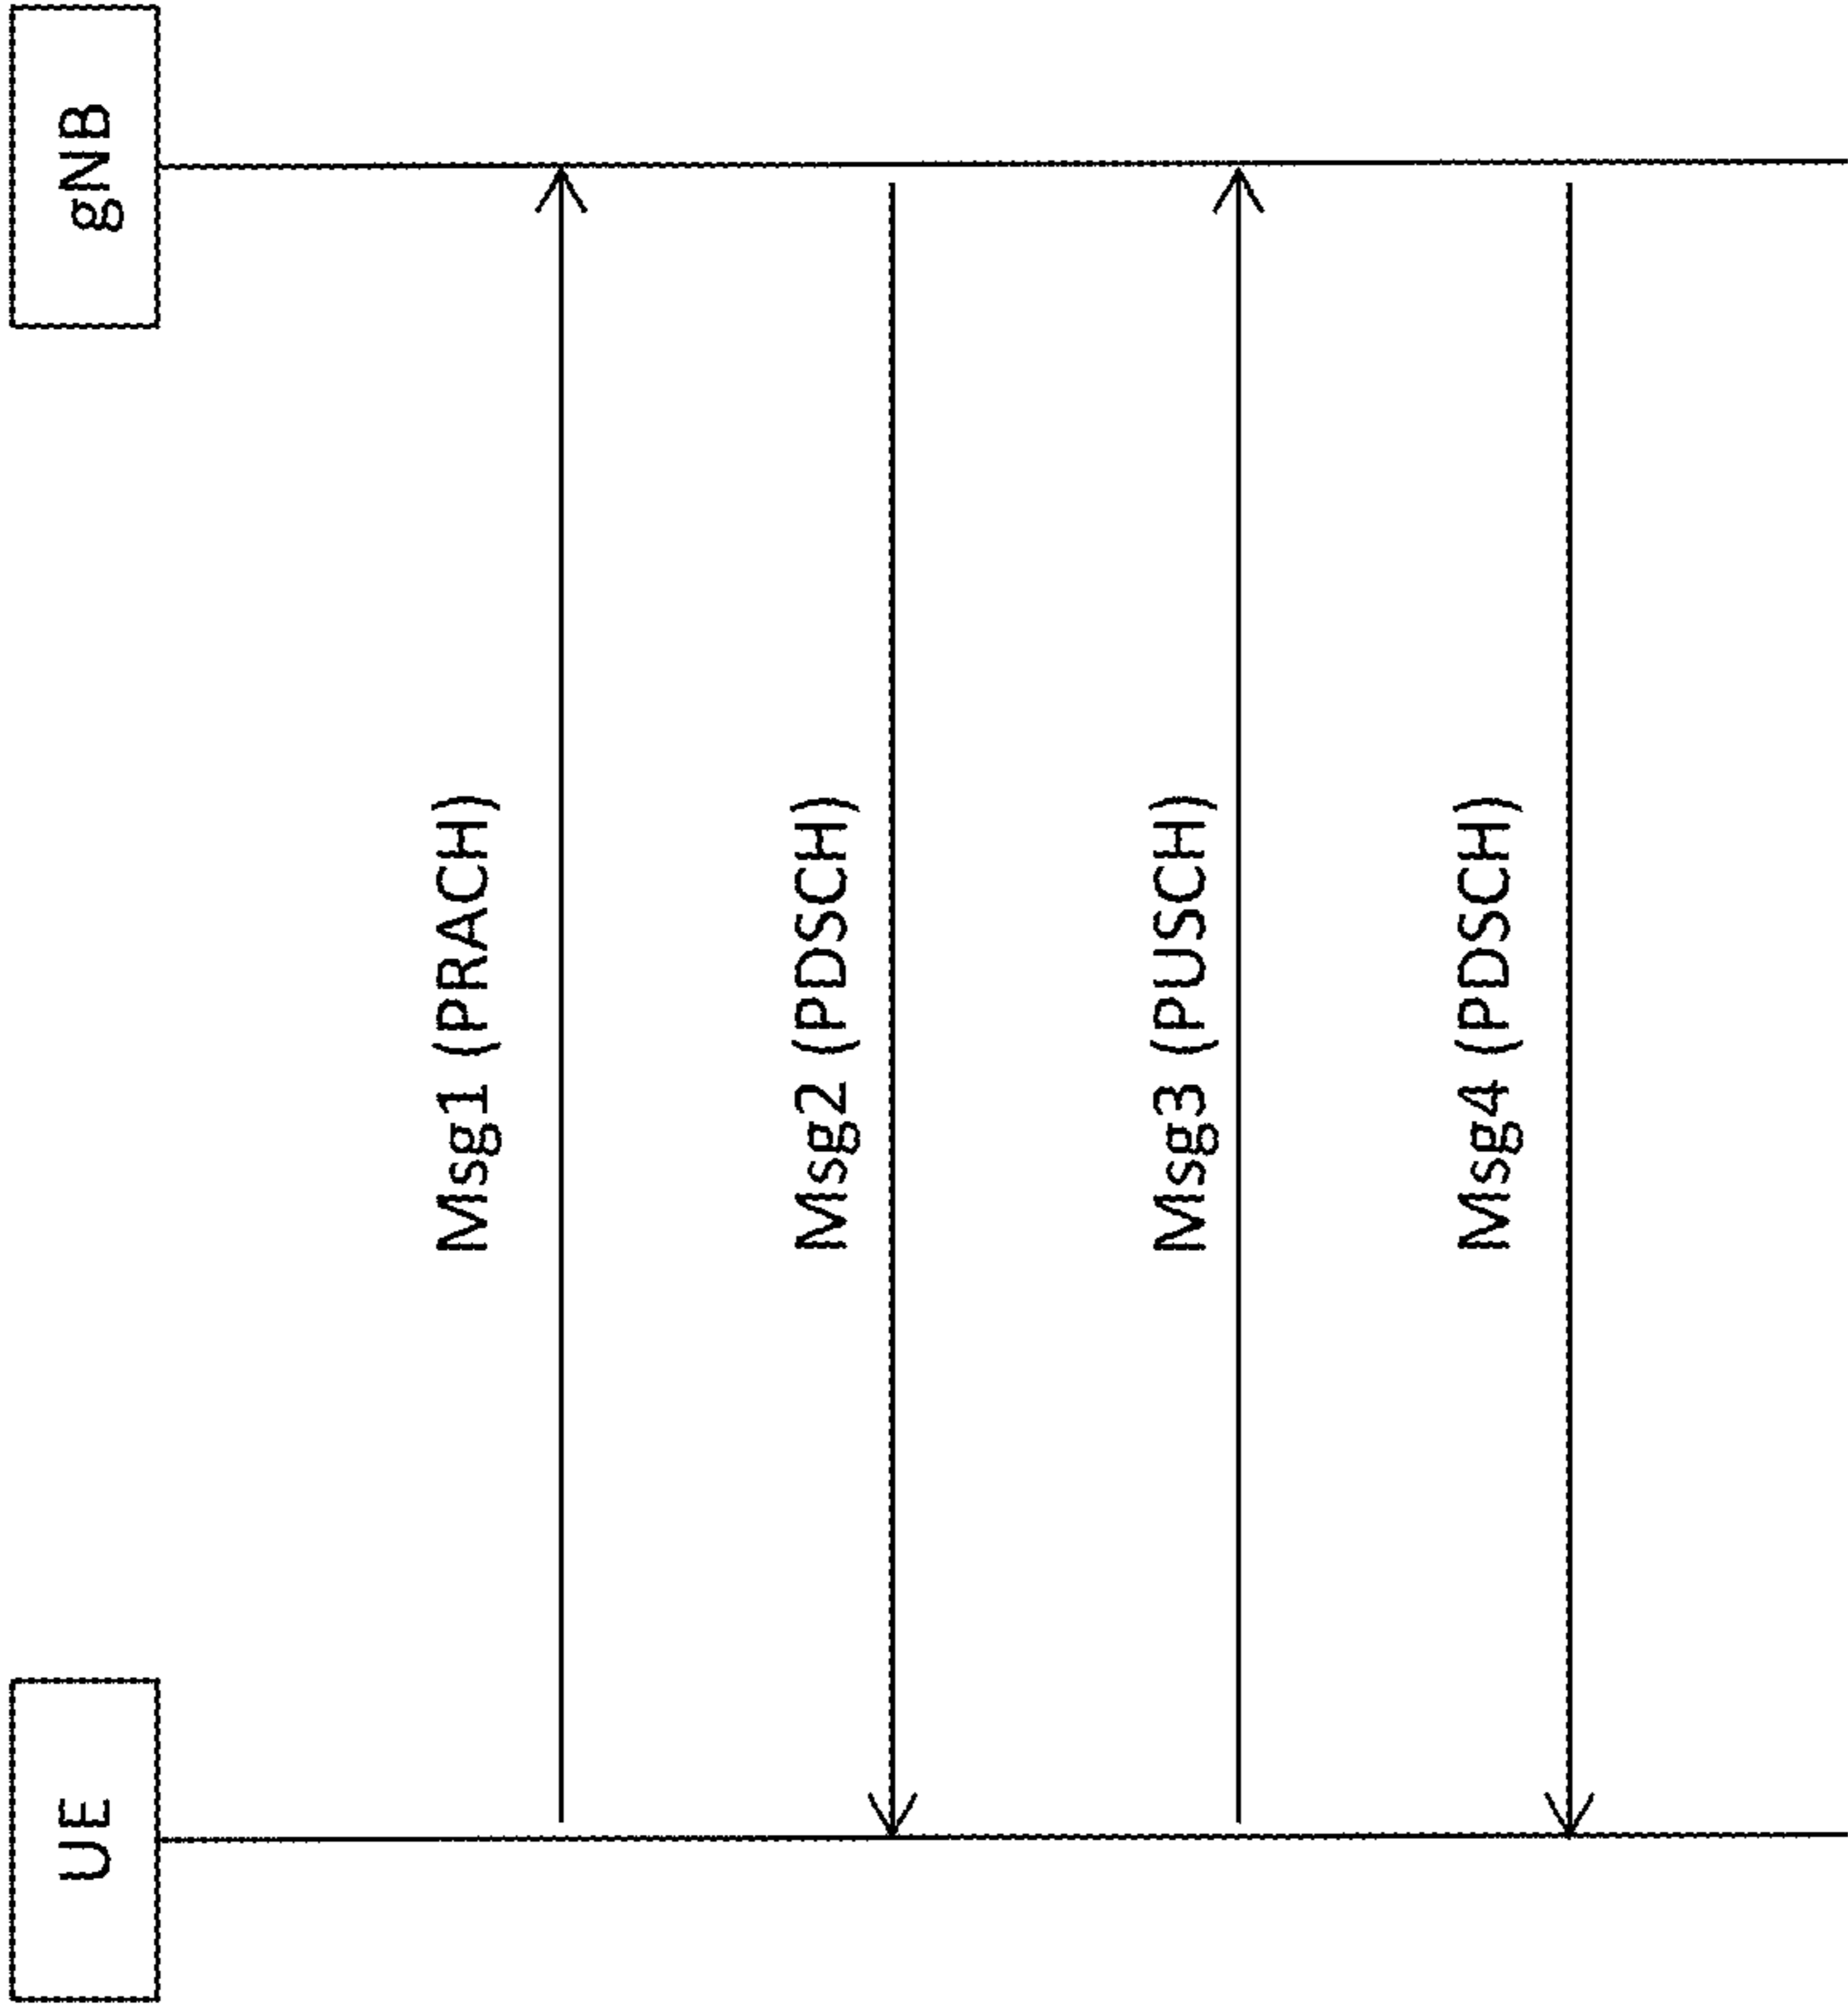 UE
gNB
Msg1 (PRACH)
Msg2 (PDSCH)
Msg3 (PUSCH)
Msg4 (PDSCH)